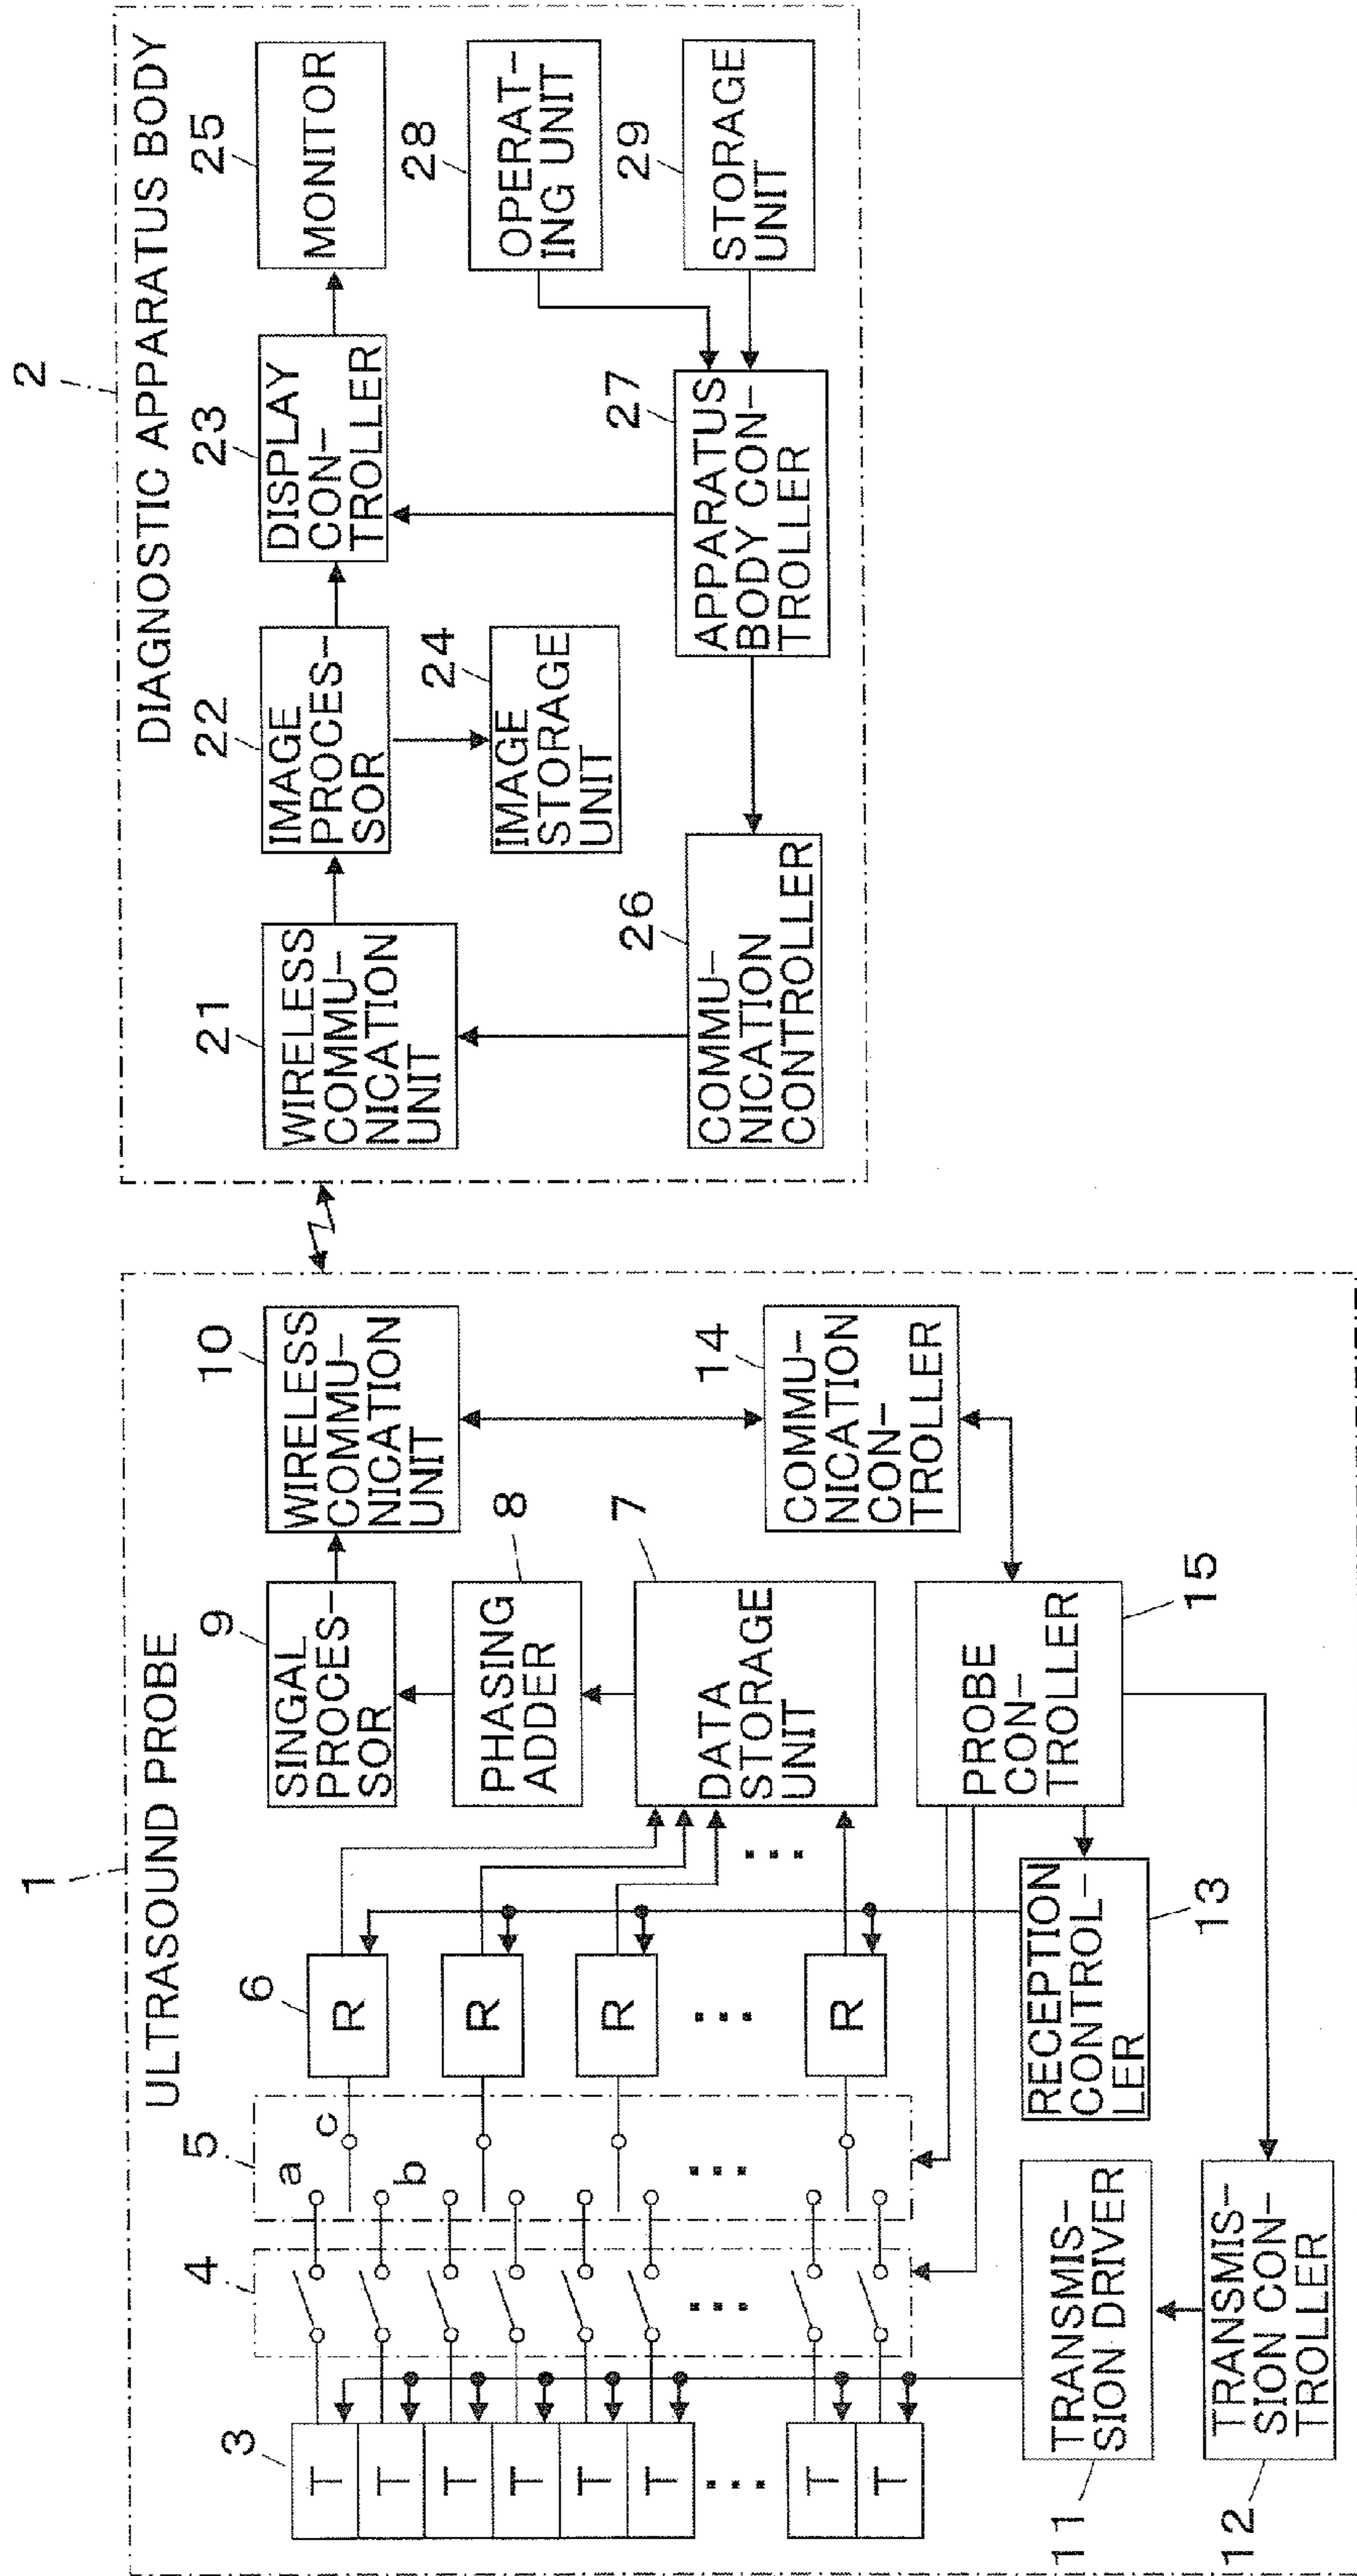 1
ULTRASOUND PROBE
3
T
T
T
T
T
T
...
T
T
4
...
5
a
b
c
...
6
R
R
R
...
R
...
9
SINGAL
PROCES-
SOR
8
PHASING
ADDER
7
DATA
STORAGE
UNIT
10
WIRELESS
COMMU-
NICATION
UNIT
14
COMMU-
NICATION
CON-
TROLLER
15
PROBE
CON-
TROLLER
13
RECEPTION
CONTROL-
LER
11
TRANSMIS-
SION DRIVER
12
TRANSMIS-
SION CON-
TROLLER
2
DIAGNOSTIC APPARATUS BODY
21
WIRELESS
COMMU-
NICATION
UNIT
22
IMAGE
PROCES-
SOR
23
DISPLAY
CON-
TROLLER
25
MONITOR
24
IMAGE
STORAGE
UNIT
28
OPERAT-
ING UNIT
29
STORAGE
UNIT
26
COMMU-
NICATION
CONTROLLER
27
APPARATUS
BODY CON-
TROLLER